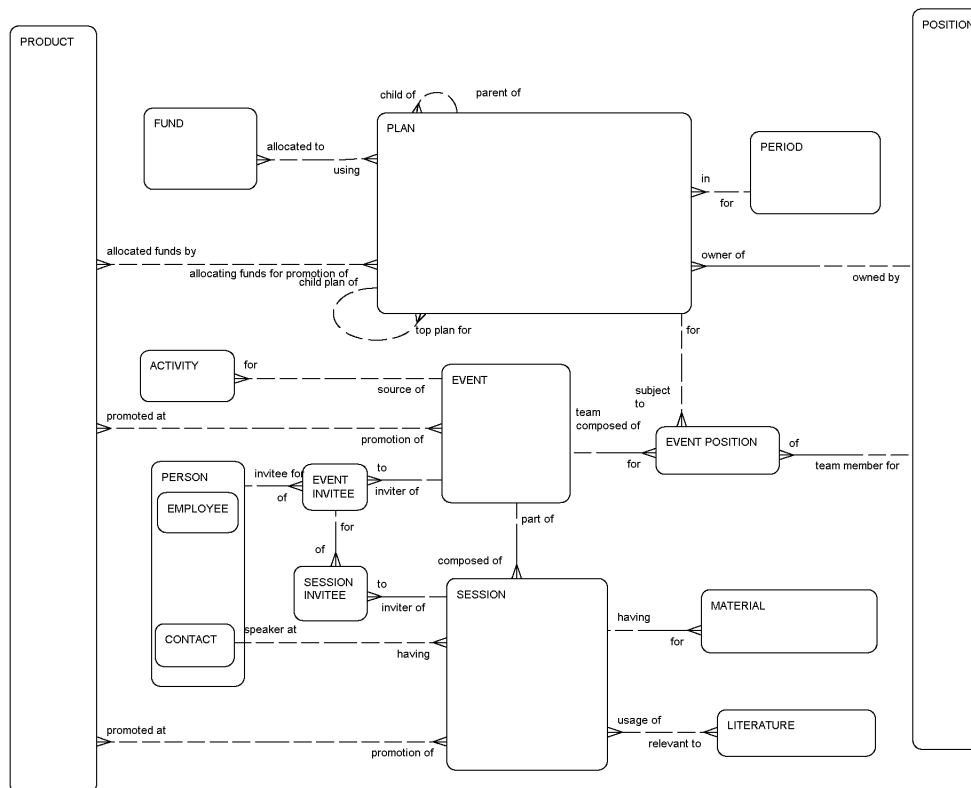 PRODUCT
POSITION
child of
parent of
FUND
PLAN
PERIOD
allocated to
using
in
for
allocated funds by
allocating funds for promotion of
child plan of
owner of
owned by
top plan for
for
ACTIVITY
for
source of
EVENT
subject
to
promoted at
promotion of
team
composed of
for
EVENT POSITION
of
team member for
PERSON
EMPLOYEE
invitee for
of
EVENT
INVITEE
to
inviter of
for
of
part of
composed of
SESSION
INVITEE
to
inviter of
SESSION
having
for
MATERIAL
CONTACT
speaker at
having
promoted at
promotion of
usage of
relevant to
LITERATURE